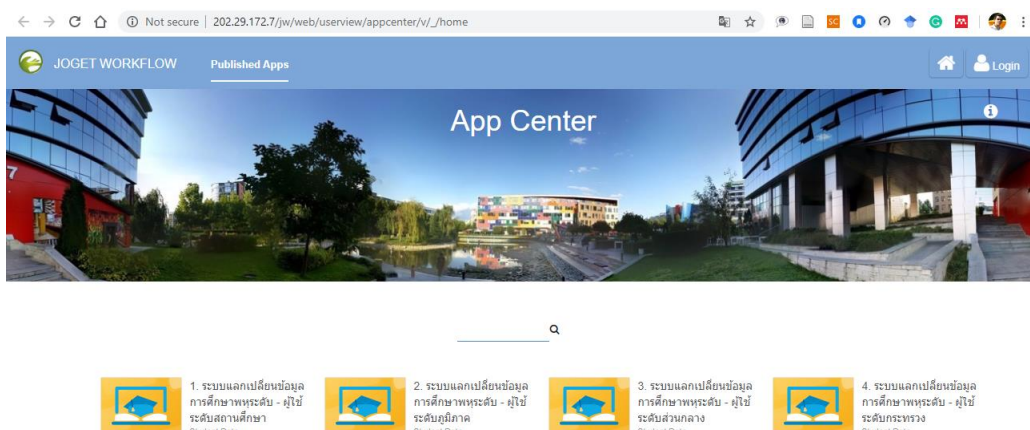 Not secure | 202.29.172.7/jw/web/userview/appcenter/v/_/home
JOGET WORKFLOW
Published Apps
Login
App Center
1. ระบบแลกเปลี่ยนข้อมูล
การศึกษาพหุระดับ - ผู้ใช้
ระดับสถานศึกษา
2. ระบบแลกเปลี่ยนข้อมูล
การศึกษาพหุระดับ - ผู้ใช้
ระดับภูมิภาค
3. ระบบแลกเปลี่ยนข้อมูล
การศึกษาพหุระดับ - ผู้ใช้
ระดับส่วนกลาง
4. ระบบแลกเปลี่ยนข้อมูล
การศึกษาพหุระดับ - ผู้ใช้
ระดับกระทรวง